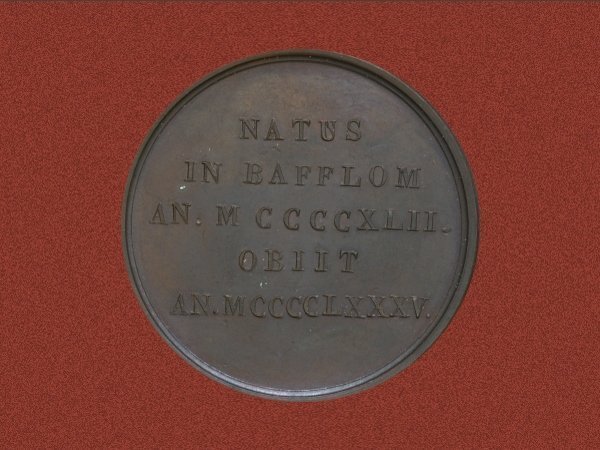 NATUS
IN BAFFLOM
AN. M CCCCXLII.
OBIIT
AN. MCCCCLXXXV.